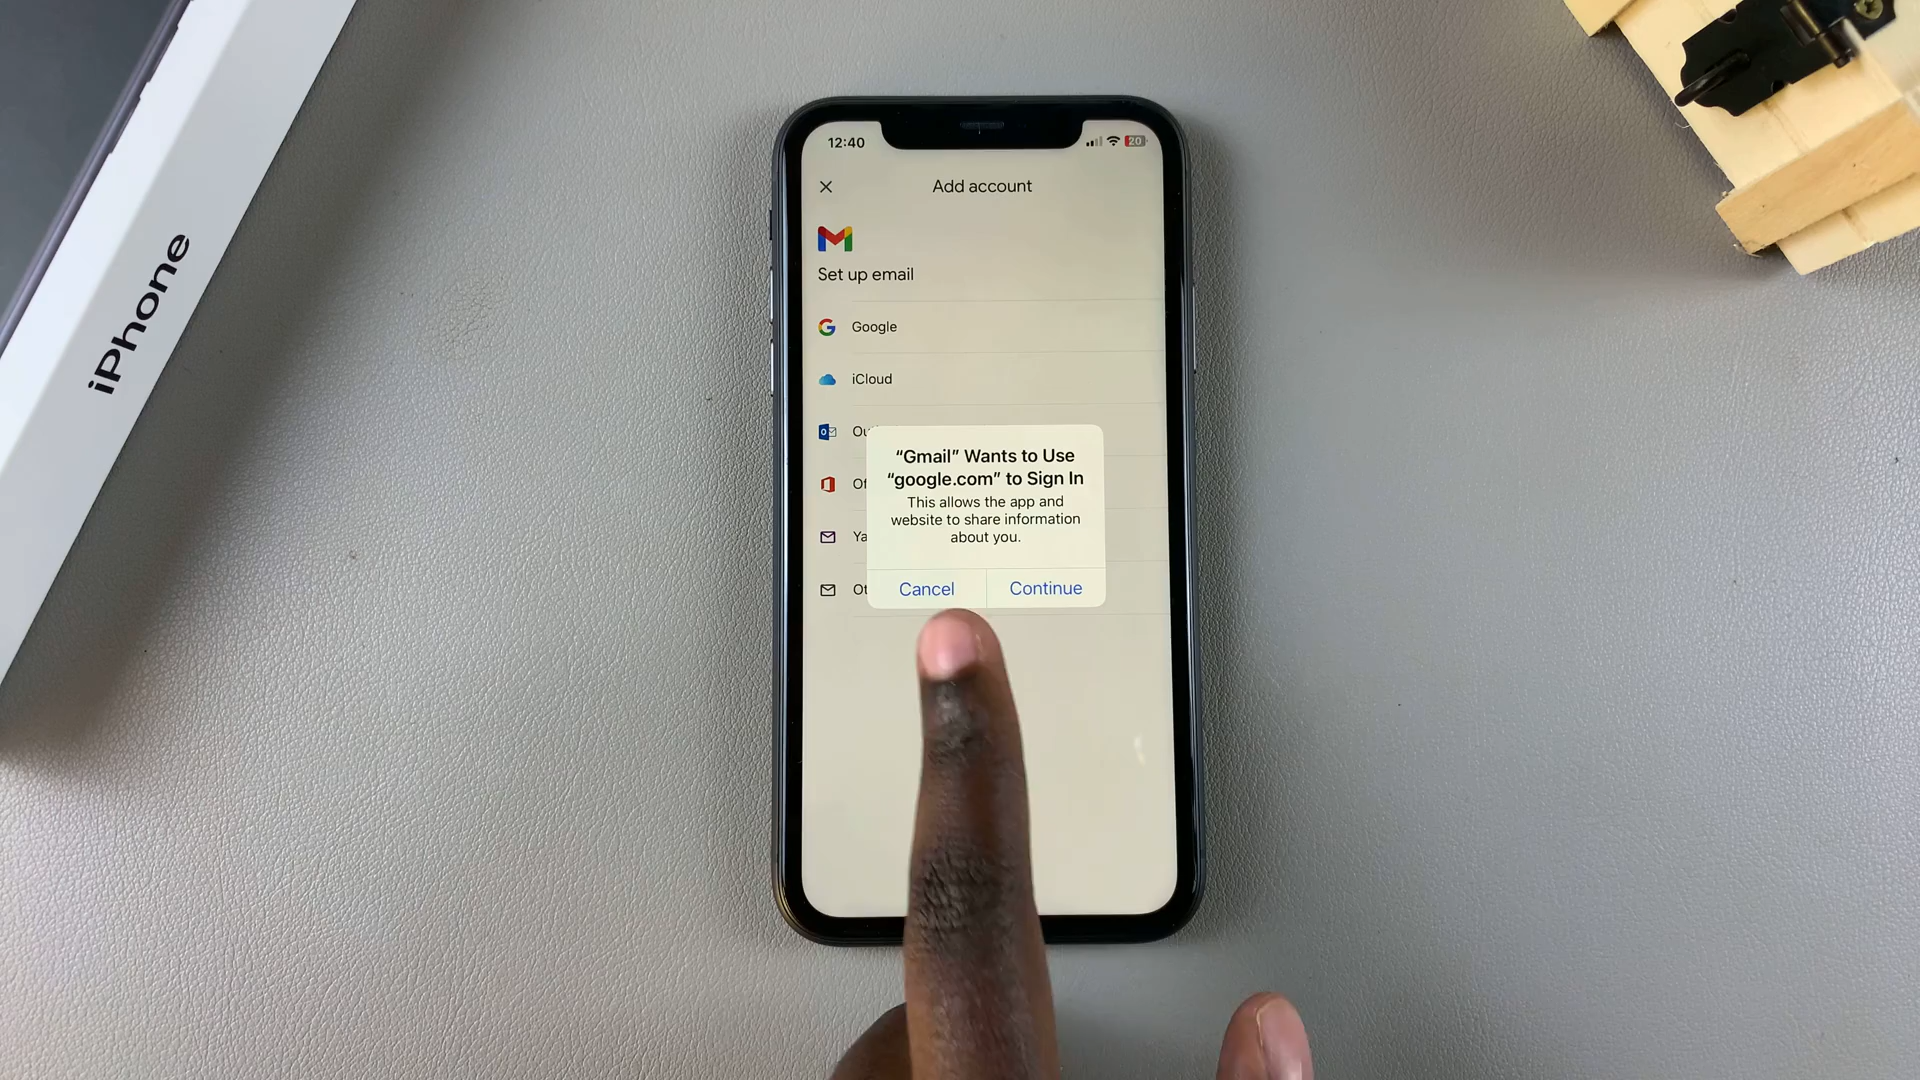 iPhone
12:40
20
Add account
Set up email
Google
iCloud
“Gmail” Wants to Use
“google.com” to Sign In
This allows the app and
website to share information
about you.
Cancel
Continue